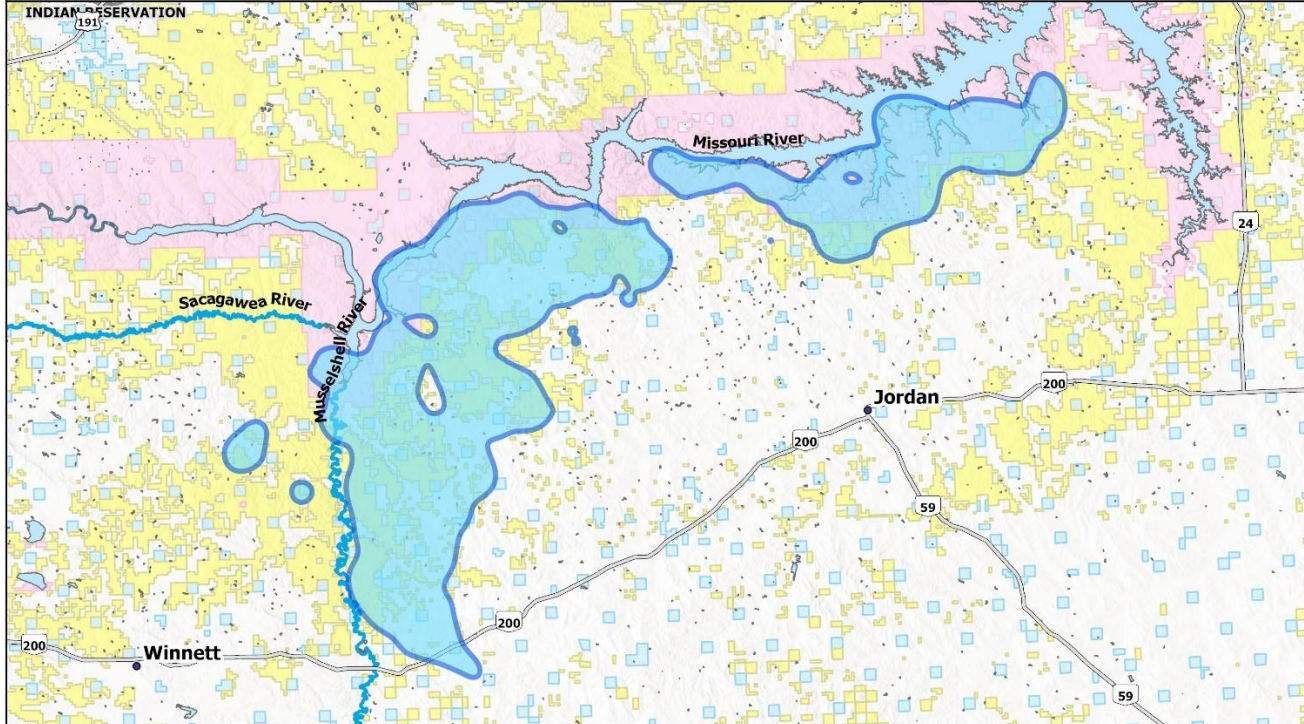 INDIAN RESERVATION
191
Missouri River
24
Sacagawea River
Musselshell River
200
Jordan
200
59
200
200
Winnett
59